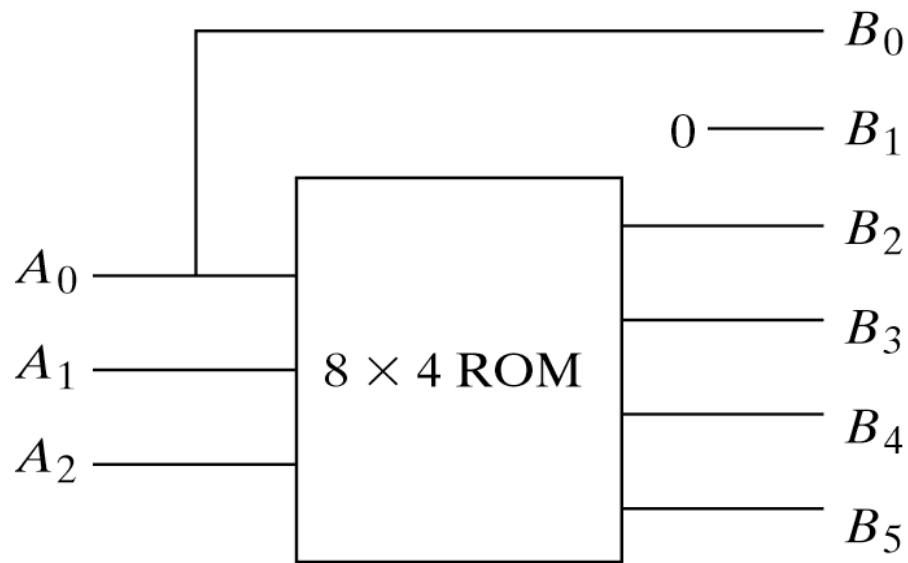 B₀
0 B₁
B₂
A₀
B₃
A₁ 8 × 4 ROM
B₄
A₂
B₅